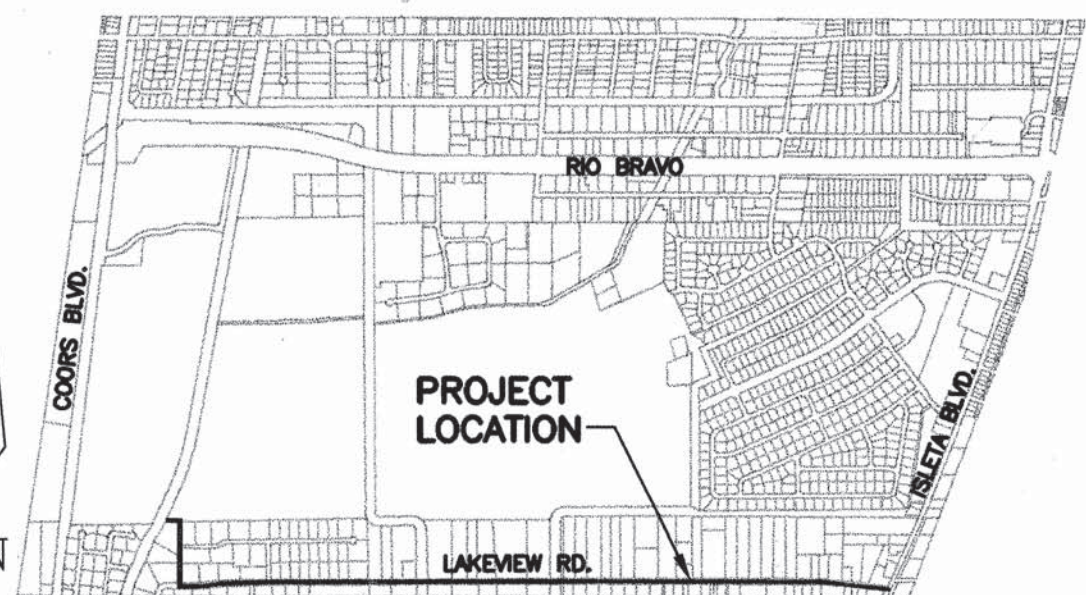 RIO BRAVO
COORS BLVD.
PROJECT
LOCATION
ISLETA BLVD.
LAKEVIEW RD.